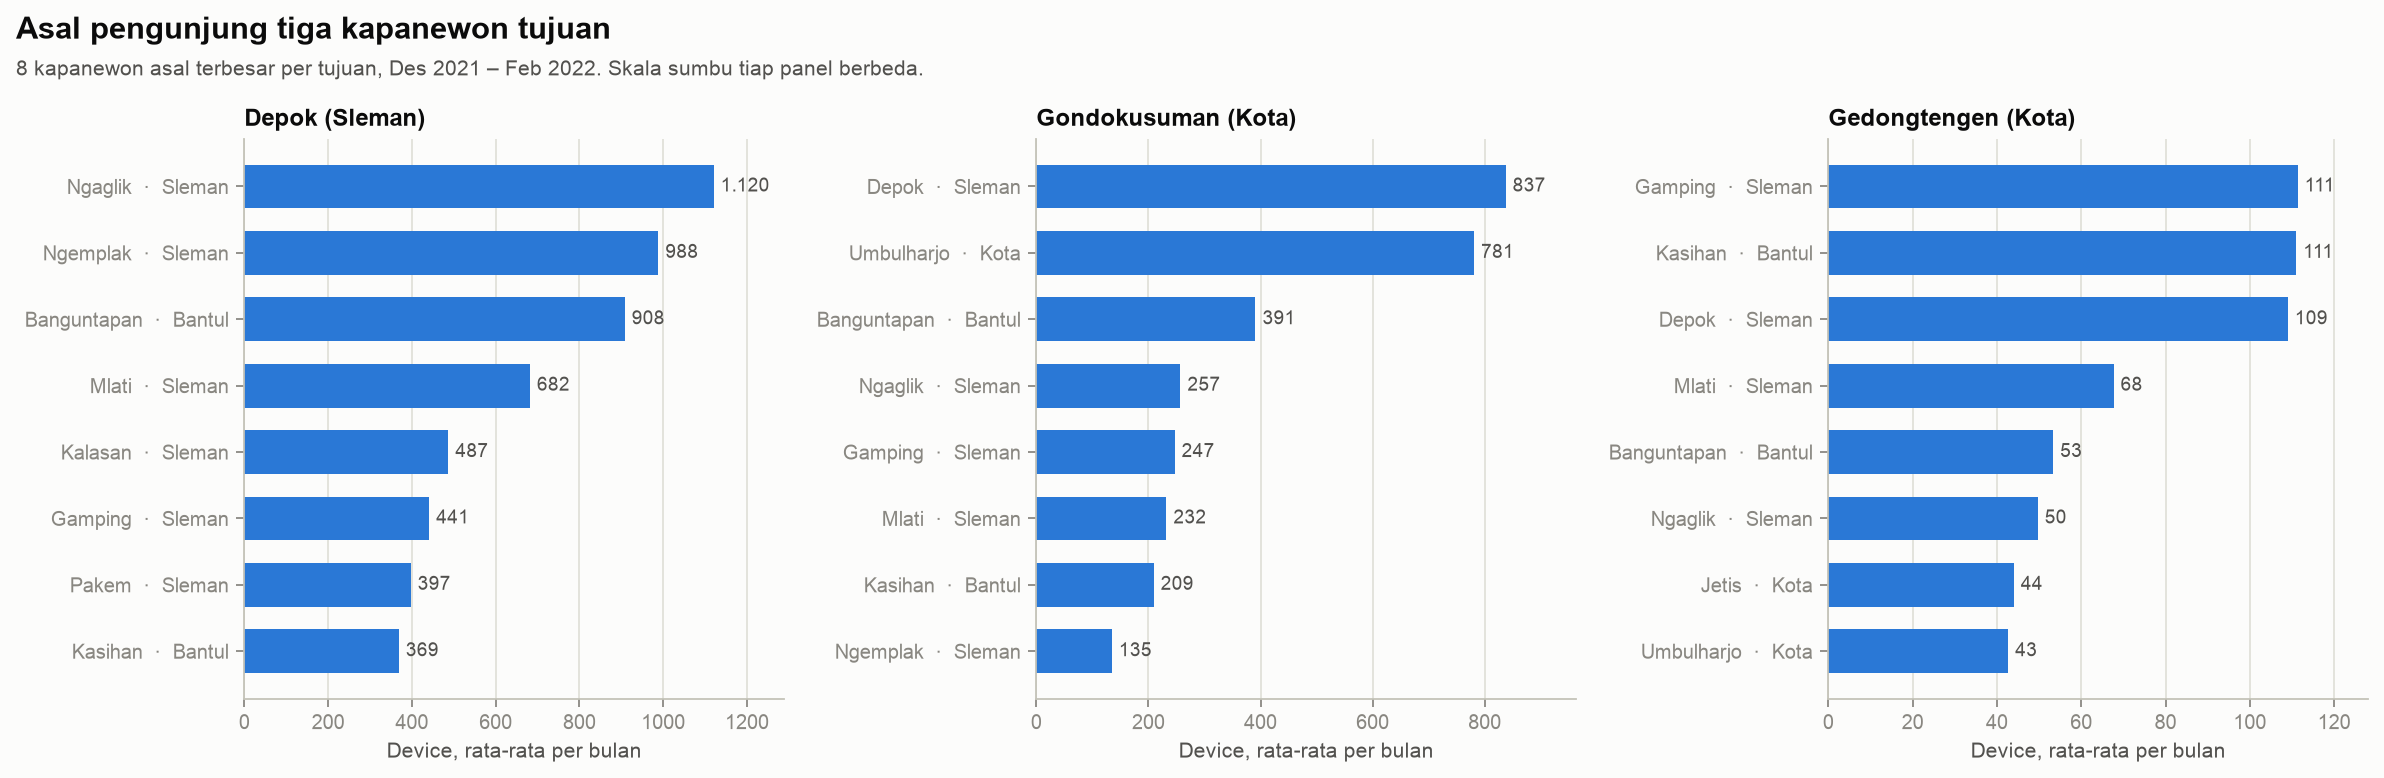 Asal pengunjung tiga kapanewon tujuan
8 kapanewon asal terbesar per tujuan, Des 2021 – Feb 2022. Skala sumbu tiap panel berbeda.
Depok (Sleman)
Ngaglik · Sleman 1.120
Ngemplak · Sleman 988
Banguntapan · Bantul 908
Mlati · Sleman 682
Kalasan · Sleman 487
Gamping · Sleman 441
Pakem · Sleman 397
Kasihan · Bantul 369
0 200 400 600 800 1000 1200
Device, rata-rata per bulan
Gondokusuman (Kota)
Depok · Sleman 837
Umbulharjo · Kota 781
Banguntapan · Bantul 391
Ngaglik · Sleman 257
Gamping · Sleman 247
Mlati · Sleman 232
Kasihan · Bantul 209
Ngemplak · Sleman 135
0 200 400 600 800
Device, rata-rata per bulan
Gedongtengen (Kota)
Gamping · Sleman 111
Kasihan · Bantul 111
Depok · Sleman 109
Mlati · Sleman 68
Banguntapan · Bantul 53
Ngaglik · Sleman 50
Jetis · Kota 44
Umbulharjo · Kota 43
0 20 40 60 80 100 120
Device, rata-rata per bulan